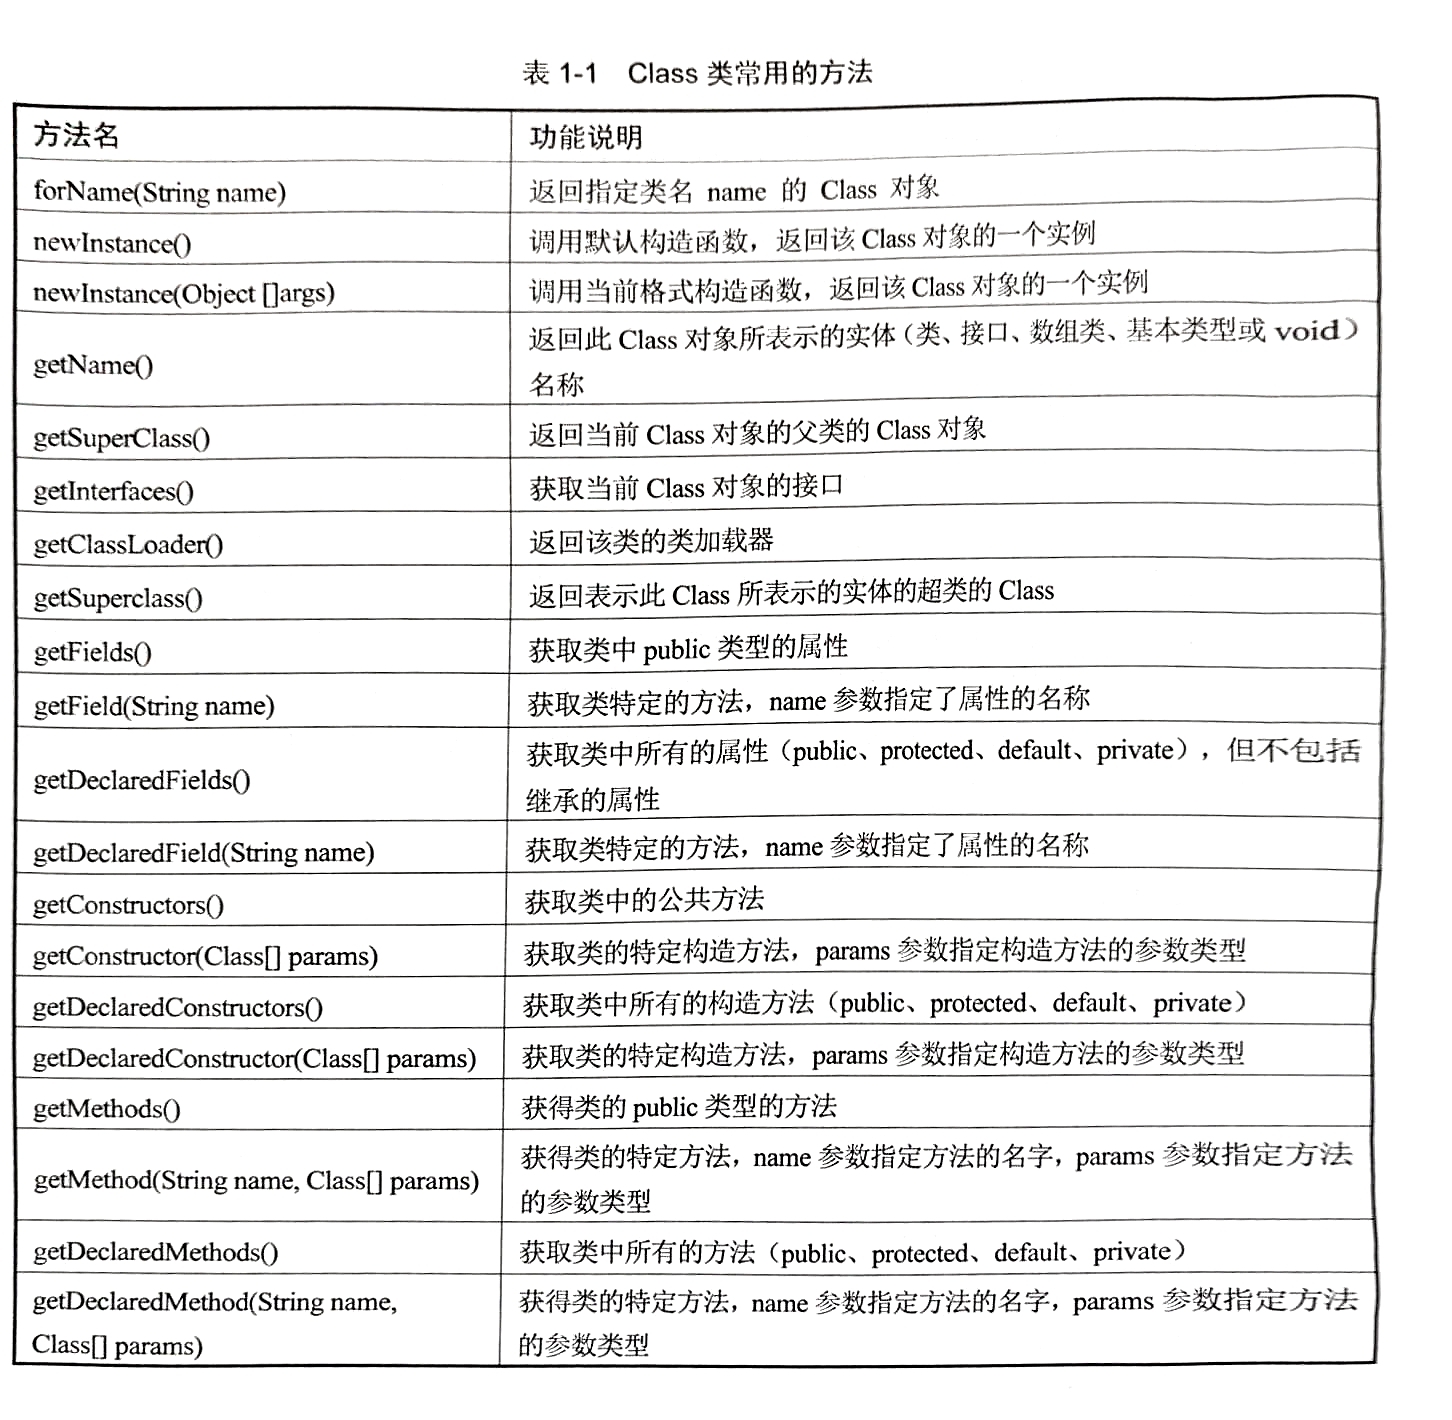 表 1-1 Class 类常用的方法
方法名 功能说明
forName(String name) 返回指定类名 name 的 Class 对象
newInstance() 调用默认构造函数，返回该 Class 对象的一个实例
newInstance(Object []args) 调用当前格式构造函数，返回该 Class 对象的一个实例
getName() 返回此 Class 对象所表示的实体（类、接口、数组类、基本类型或 void）
名称
getSuperClass() 返回当前 Class 对象的父类的 Class 对象
getInterfaces() 获取当前 Class 对象的接口
getClassLoader() 返回该类的类加载器
getSuperclass() 返回表示此 Class 所表示的实体的超类的 Class
getFields() 获取类中 public 类型的属性
getField(String name) 获取类特定的方法，name 参数指定了属性的名称
getDeclaredFields() 获取类中所有的属性（public、protected、default、private），但不包括
继承的属性
getDeclaredField(String name) 获取类特定的方法，name 参数指定了属性的名称
getConstructors() 获取类中的公共方法
getConstructor(Class[] params) 获取类的特定构造方法，params 参数指定构造方法的参数类型
getDeclaredConstructors() 获取类中所有的构造方法（public、protected、default、private）
getDeclaredConstructor(Class[] params) 获取类的特定构造方法，params 参数指定构造方法的参数类型
getMethods() 获得类的 public 类型的方法
getMethod(String name, Class[] params) 获得类的特定方法，name 参数指定方法的名字，params 参数指定方法
的参数类型
getDeclaredMethods() 获取类中所有的方法（public、protected、default、private）
getDeclaredMethod(String name, 获得类的特定方法，name 参数指定方法的名字，params 参数指定方法
Class[] params) 的参数类型